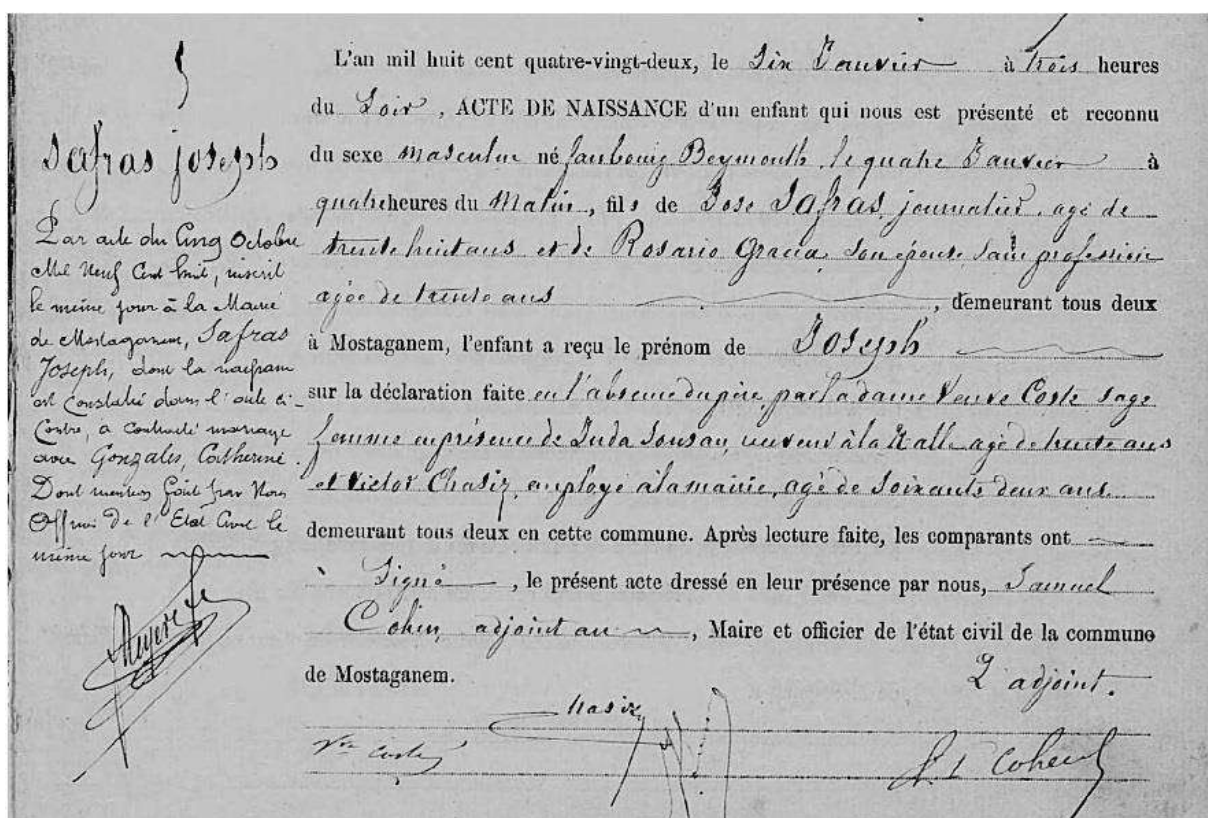 5
Safras joseph
Par acte du Cinq Octobre
Mil Neuf Cent huit, inscrit
le même jour à la Mairie
de Mostaganem, Safras
Joseph, dont la naissance
est constatée dans l'acte ci-
Contre, a contracté mariage
avec Gonzales, Catherine.
Dont mention faite par Nous
Officier De l'Etat Civil le
même jour
L'an mil huit cent quatre-vingt-deux, le Six Janvier à trois heures
du Soir, ACTE DE NAISSANCE d'un enfant qui nous est présenté et reconnu
du sexe masculin né faubourg Beymouth, le quatre Janvier à
quatre heures du Matin, fils de José Safras, journalier, agé de
trente huit ans et de Rosario Gracia, son épouse, sans profession
agée de trente ans, demeurant tous deux
à Mostaganem, l'enfant a reçu le prénom de Joseph
sur la déclaration faite en l'absence du père, par la dame Veuve Coste sage
femme en présence de Juda à la Halle agé de trente ans
et Victor Chasiz, employé à la mairie, agé de soixante deux ans
demeurant tous deux en cette commune. Après lecture faite, les comparants ont
Signé, le présent acte dressé en leur présence par nous, Samuel
Cohen, adjoint au, Maire et officier de l'état civil de la commune
de Mostaganem.
L'adjoint.
Chasiz
Vve Coste
Cohen